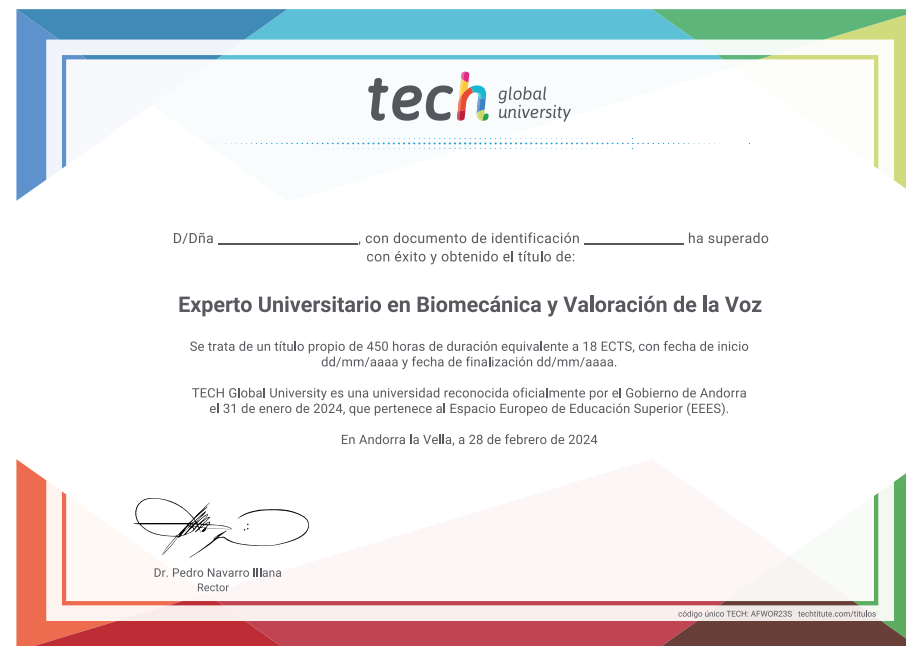 tech global university
D/Dña ________________, con documento de identificación ____________ ha superado
con éxito y obtenido el título de:
Experto Universitario en Biomecánica y Valoración de la Voz
Se trata de un título propio de 450 horas de duración equivalente a 18 ECTS, con fecha de inicio
dd/mm/aaaa y fecha de finalización dd/mm/aaaa.
TECH Global University es una universidad reconocida oficialmente por el Gobierno de Andorra
el 31 de enero de 2024, que pertenece al Espacio Europeo de Educación Superior (EEES).
En Andorra la Vella, a 28 de febrero de 2024
Dr. Pedro Navarro Illana
Rector
código único TECH: AFWOR23S techtitute.com/titulos